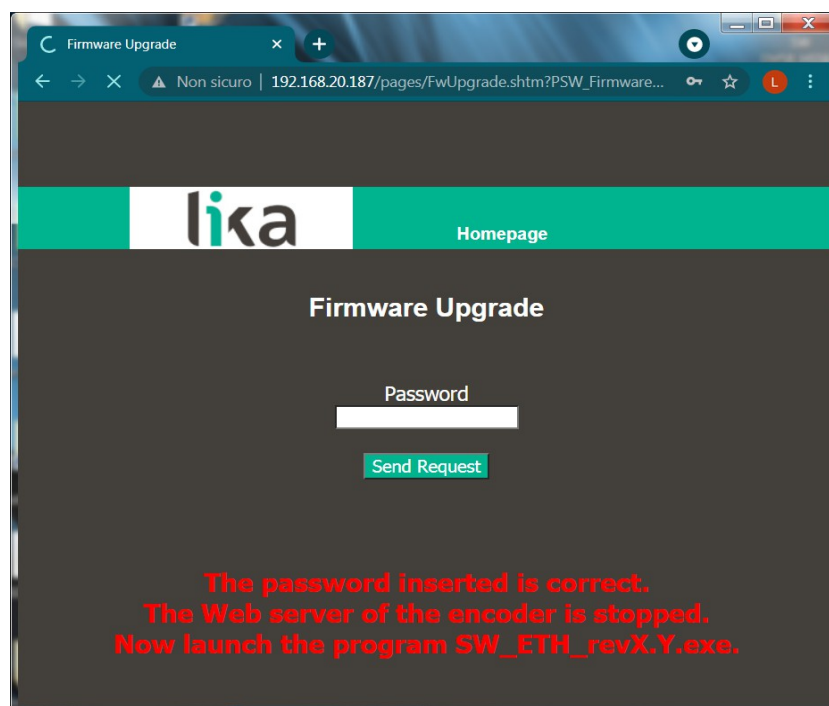 Firmware Upgrade
Non sicuro | 192.168.20.187/pages/FwUpgrade.shtm?PSW_Firmware...
L
lika
Homepage
Firmware Upgrade
Password
Send Request
The password inserted is correct.
The Web server of the encoder is stopped.
Now launch the program SW_ETH_revX.Y.exe.